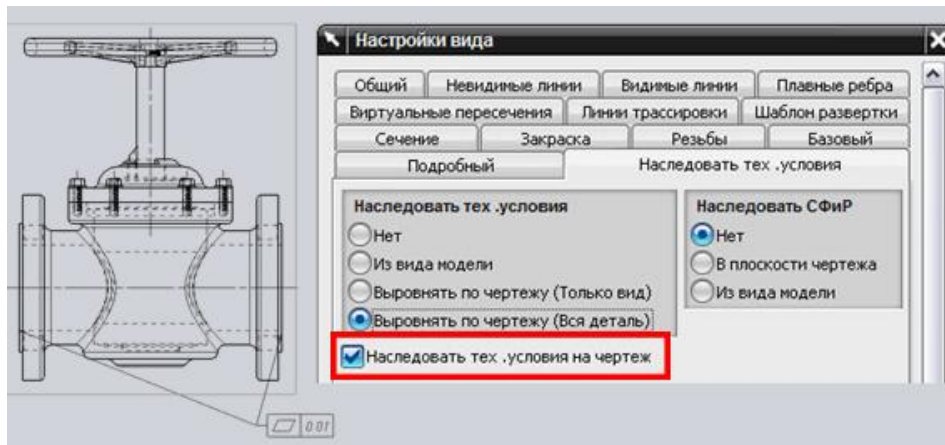 Настройки вида
Общий Невидимые линии Видимые линии Плавные ребра
Виртуальные пересечения Линии трассировки Шаблон развертки
Сечение Закраска Резьбы Базовый
Подробный Наследовать тех .условия
Наследовать тех .условия
Нет
Из вида модели
Выровнять по чертежу (Только вид)
Выровнять по чертежу (Вся деталь)
Наследовать СФиР
Нет
В плоскости чертежа
Из вида модели
Наследовать тех .условия на чертеж
0.01